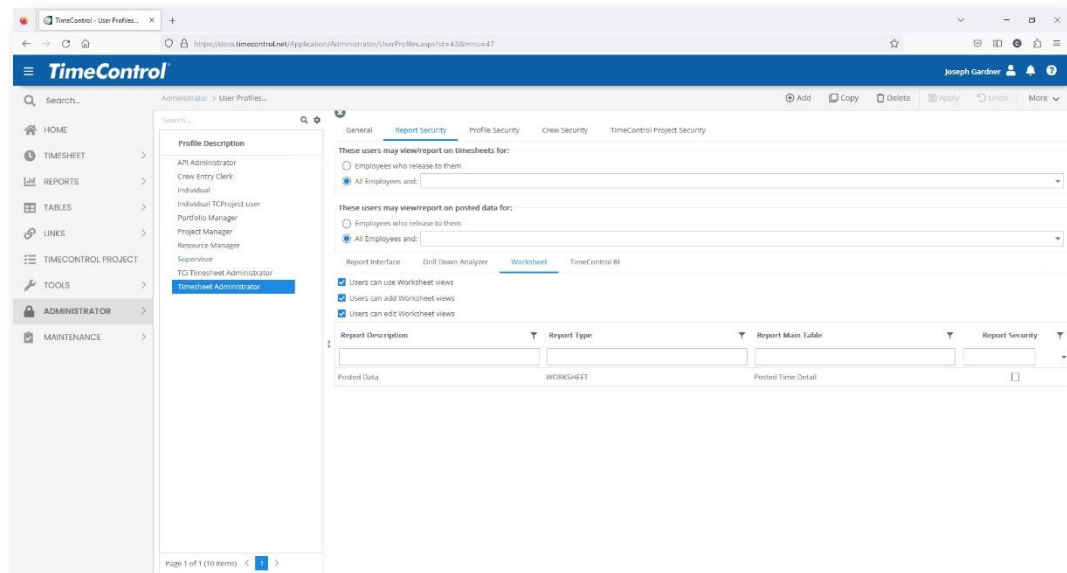 TimeControl - User Profiles...
https://docs.timecontrol.net/Application/Administrator/UserProfiles.aspx?st=43&mnu=47
TimeControl
Joseph Gardner
Search...
Administrator > User Profiles...
Add Copy Delete Apply Undo More
HOME
TIMESHEET
REPORTS
TABLES
LINKS
TIMECONTROL PROJECT
TOOLS
ADMINISTRATOR
MAINTENANCE
Search...
Profile Description
API Administrator
Crew Entry Clerk
Individual
Individual TCProject user
Portfolio Manager
Project Manager
Resource Manager
Supervisor
TCi Timesheet Administrator
Timesheet Administrator
Page 1 of 1 (10 items) < 1 >
General Report Security Profile Security Crew Security TimeControl Project Security
These users may view/report on timesheets for:
Employees who release to them
All Employees and:
These users may view/report on posted data for:
Employees who release to them
All Employees and:
Report Interface Drill Down Analyzer Worksheet TimeControl BI
Users can use Worksheet views
Users can add Worksheet views
Users can edit Worksheet views
Report Description Report Type Report Main Table Report Security
Posted Data WORKSHEET Posted Time Detail